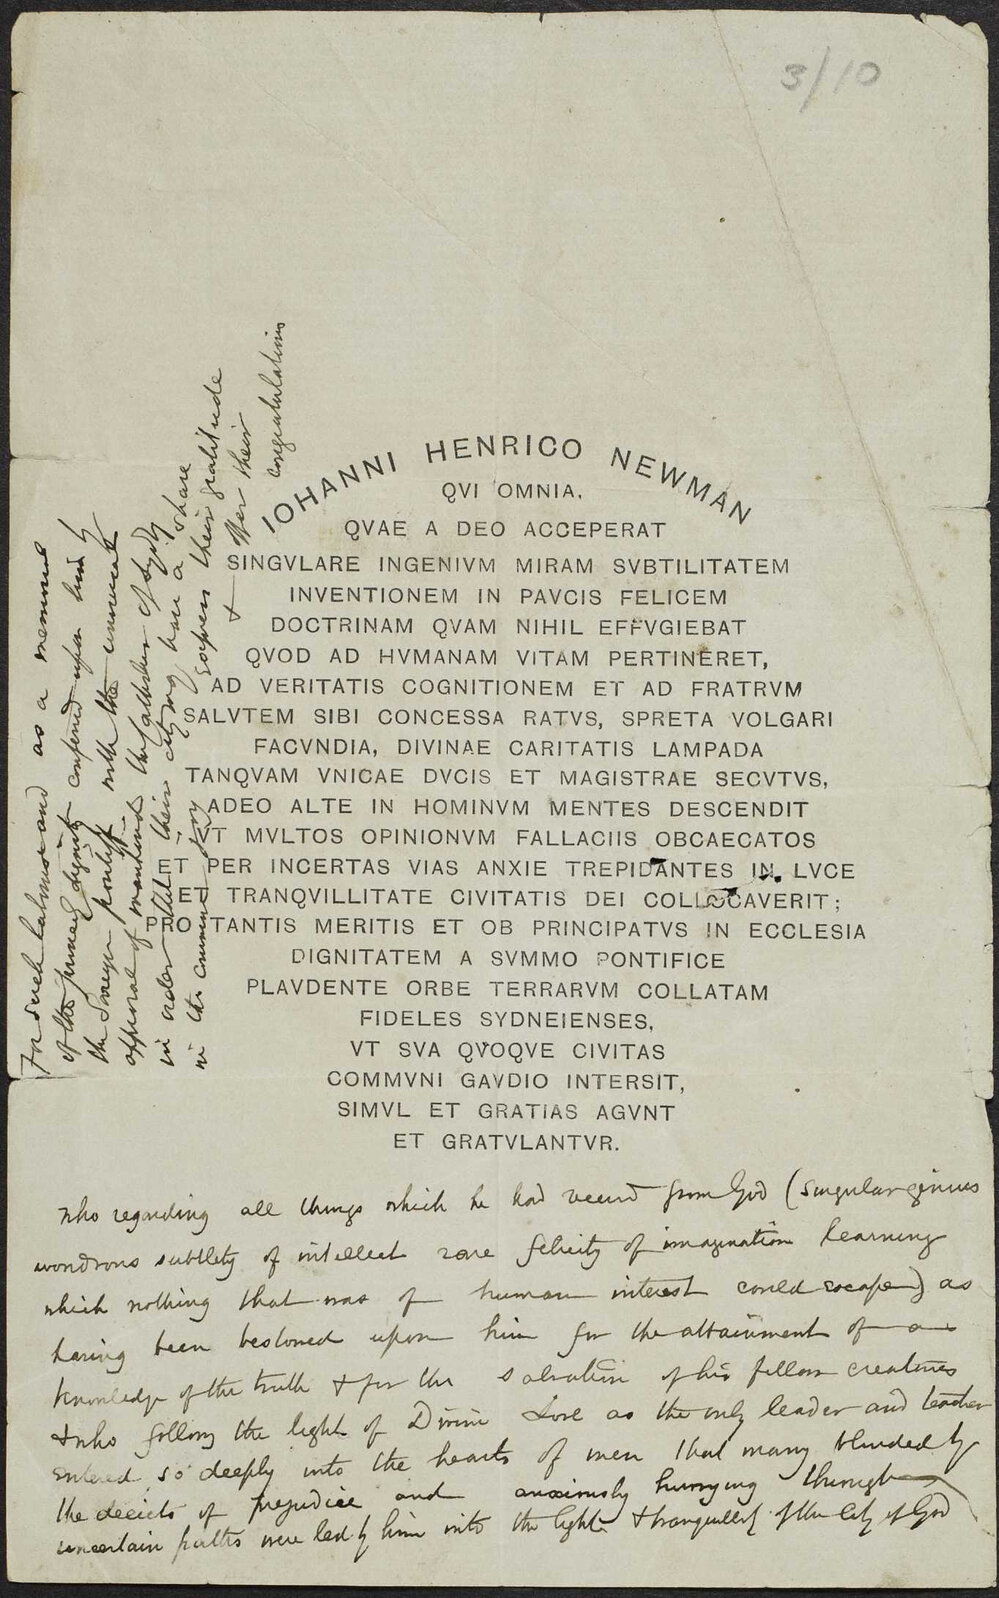 3/10
IOHANNI HENRICO NEWMAN
QVI OMNIA,
QVAE A DEO ACCEPERAT
SINGVLARE INGENIVM MIRAM SVBTILITATEM
INVENTIONEM IN PAVCIS FELICEM
DOCTRINAM QVAM NIHIL EFFVGIEBAT
QVOD AD HVMANAM VITAM PERTINERET,
AD VERITATIS COGNITIONEM ET AD FRATRVM
SALVTEM SIBI CONCESSA RATVS, SPRETA VOLGARI
FACVNDIA, DIVINAE CARITATIS LAMPADA
TANQVAM VNICAE DVCIS ET MAGISTRAE SECVTVS,
ADEO ALTE IN HOMINVM MENTES DESCENDIT
VT MVLTOS OPINIONVM FALLACIIS OBCAECATOS
ET PER INCERTAS VIAS ANXIE TREPIDANTES IN LVCE
ET TRANQVILLITATE CIVITATIS DEI COLLOCAVERIT;
PRO TANTIS MERITIS ET OB PRINCIPATVS IN ECCLESIA
DIGNITATEM A SVMMO PONTIFICE
PLAVDENTE ORBE TERRARVM COLLATAM
FIDELES SYDNEIENSES,
VT SVA QVOQVE CIVITAS
COMMVNI GAVDIO INTERSIT,
SIMVL ET GRATIAS AGVNT
ET GRATVLANTVR.
who regarding all things which he had received from God (singular genius
wondrous subtlety of intellect rare felicity of imagination learning
which nothing that was of human interest could escape) as
having been bestowed upon him for the attainment of a
knowledge of the truth & for the salvation of his fellow creatures
& who following the light of Divine Love as the only leader and teacher
entered so deeply into the hearts of men that many blinded by
the deceits of prejudice and anxiously hurrying through
uncertain paths were led by him into the light & tranquillity of the City of God
For such labours and as a memorial
of the princely dignity conferred upon him by
the Sovereign pontiff with the universal
approval of mankind the Catholics of Sydney
in order that their city may have a share
in the common joy express their gratitude
& offer their
congratulations